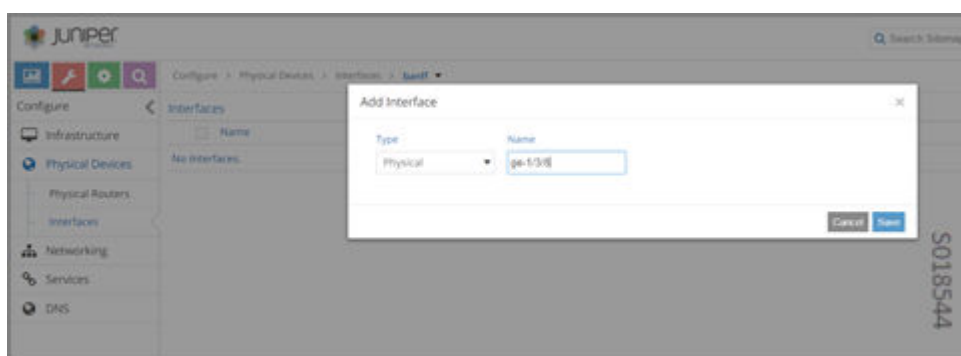 JUNIPER
Search Sitemap
Configure > Physical Devices > Interfaces > banff
Configure
Infrastructure
Physical Devices
Physical Routers
Interfaces
Networking
Services
DNS
Interfaces
Name
No Interfaces.
Add Interface
Type
Name
Physical
ge-1/3/8
Cancel
Save
S018544